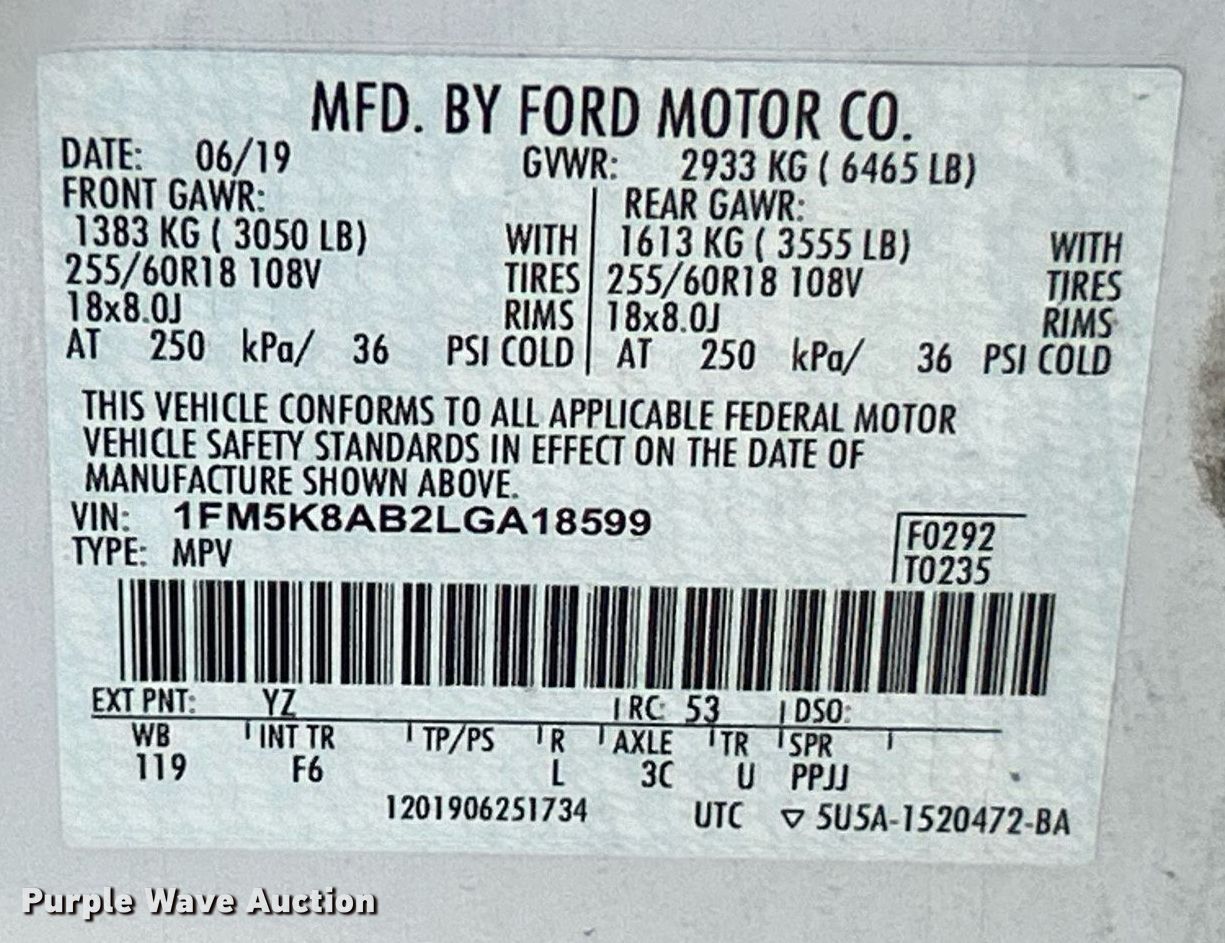 MFD. BY FORD MOTOR CO.
DATE: 06/19 GVWR: 2933 KG ( 6465 LB)
FRONT GAWR: REAR GAWR:
1383 KG ( 3050 LB) WITH 1613 KG ( 3555 LB) WITH
255/60R18 108V TIRES 255/60R18 108V TIRES
18x8.0J RIMS 18x8.0J RIMS
AT 250 kPa/ 36 PSI COLD AT 250 kPa/ 36 PSI COLD
THIS VEHICLE CONFORMS TO ALL APPLICABLE FEDERAL MOTOR
VEHICLE SAFETY STANDARDS IN EFFECT ON THE DATE OF
MANUFACTURE SHOWN ABOVE.
VIN: 1FM5K8AB2LGA18599 F0292
TYPE: MPV T0235
EXT PNT: YZ RC: 53 DSO:
WB INT TR TP/PS R AXLE TR SPR
119 F6 L 3C U PPJJ
1201906251734 UTC ▽ 5U5A-1520472-BA
Purple Wave Auction